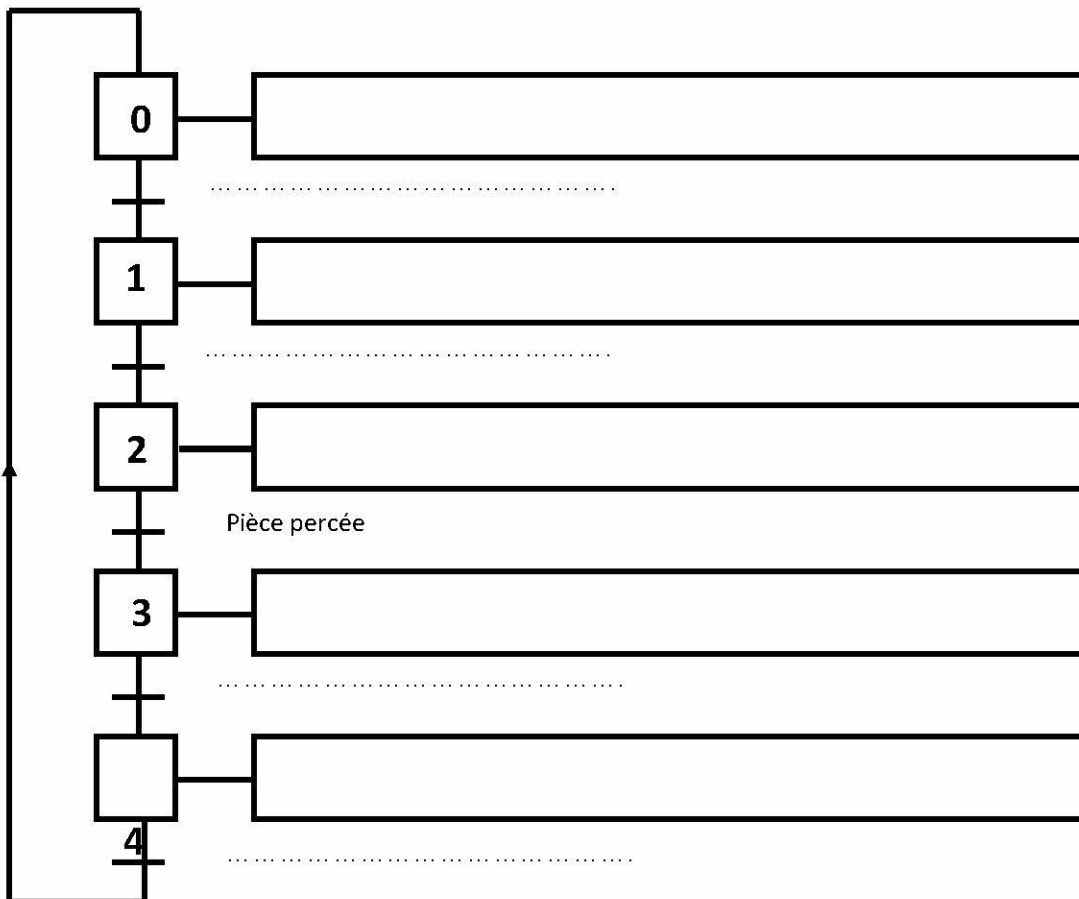 0
… … … … … … … … … … … … … … … .
1
… … … … … … … … … … … … … … … .
2
Pièce percée
3
… … … … … … … … … … … … … … … .
4
… … … … … … … … … … … … … … … .